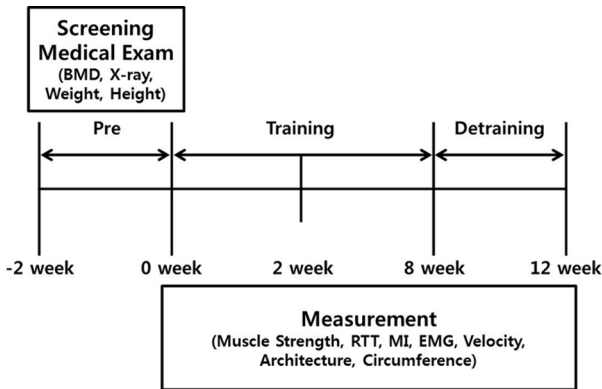 Screening
Medical Exam
(BMD, X-ray,
Weight, Height)
Pre
Training
Detraining
-2 week
0 week
2 week
8 week
12 week
Measurement
(Muscle Strength, RTT, MI, EMG, Velocity,
Architecture, Circumference)